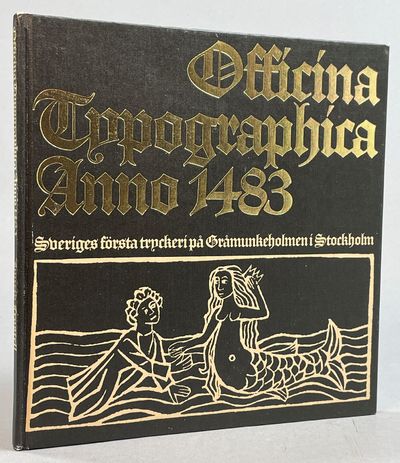 Officina
Typographica
Anno 1483
Sveriges första tryckeri på Gråmunkeholmen i Stockholm